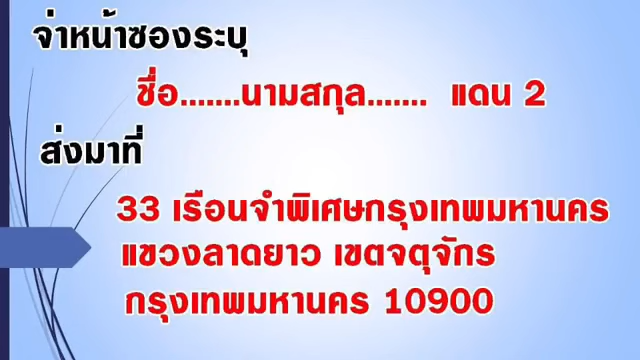 จ่าหน้าซองระบุ
ชื่อ.......นามสกุล....... แดน 2
ส่งมาที่
33 เรือนจำพิเศษกรุงเทพมหานคร
แขวงลาดยาว เขตจตุจักร
กรุงเทพมหานคร 10900